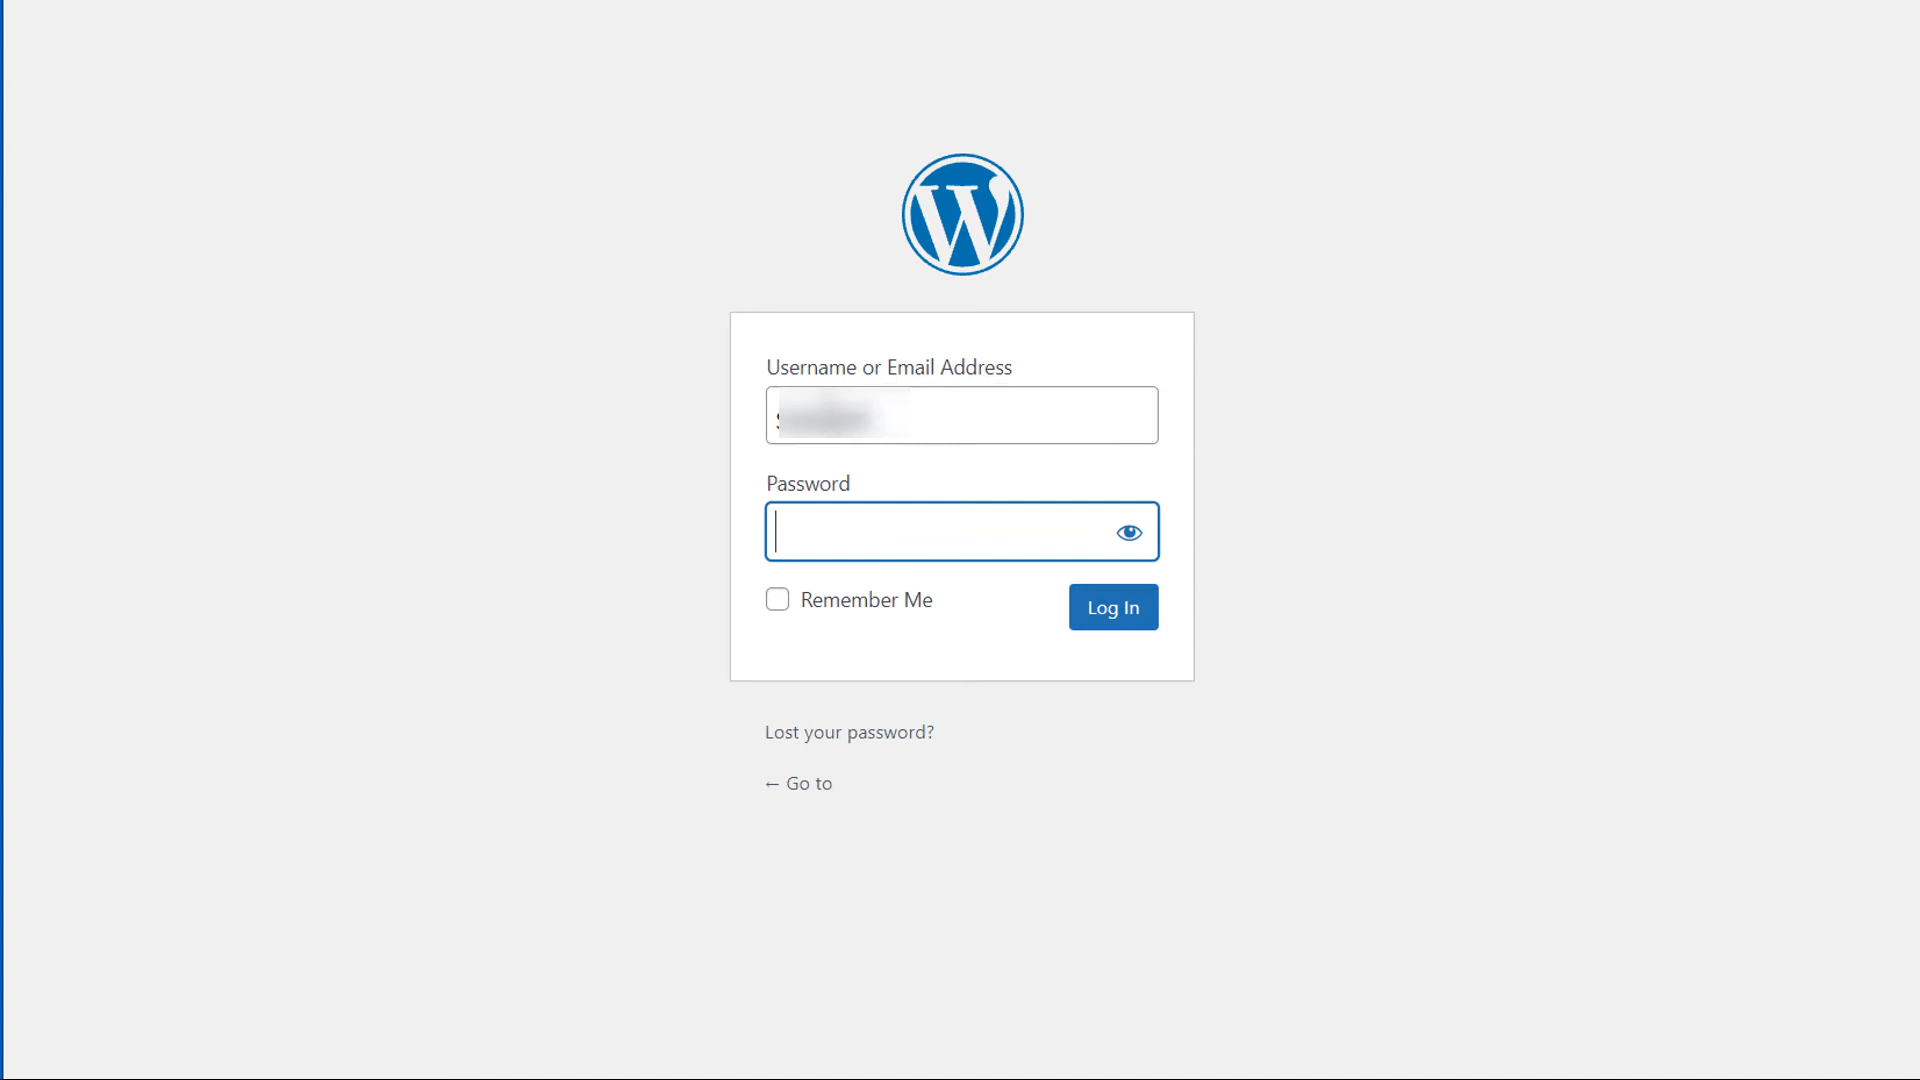 W
Username or Email Address
Password
Remember Me
Log In
Lost your password?
← Go to